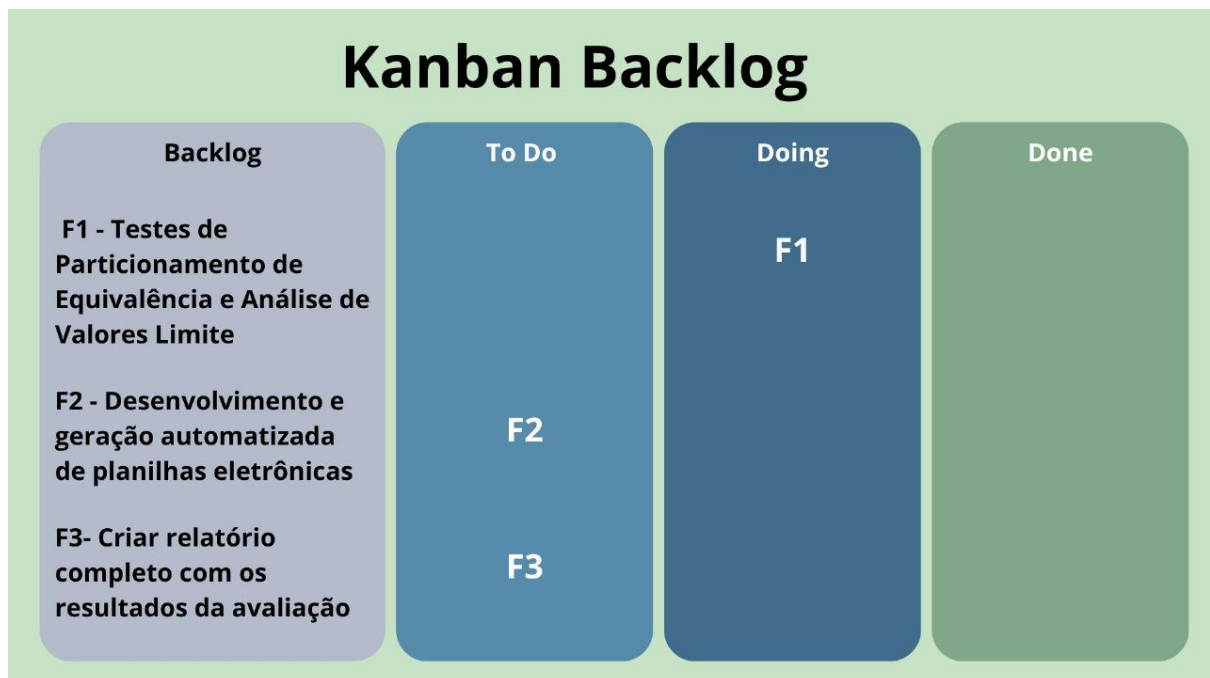 Kanban Backlog
Backlog
F1 - Testes de
Particionamento de
Equivalência e Análise de
Valores Limite
F2 - Desenvolvimento e
geração automatizada
de planilhas eletrônicas
F3- Criar relatório
completo com os
resultados da avaliação
To Do
F2
F3
Doing
F1
Done